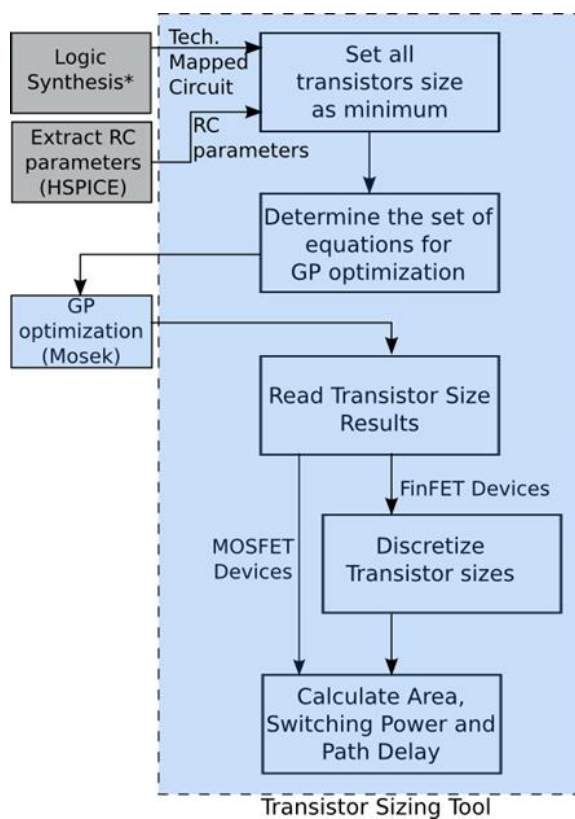 Logic
Synthesis*
Tech.
Mapped
Circuit
Set all
transistors size
as minimum
Extract RC
parameters
(HSPICE)
RC
parameters
Determine the set of
equations for
GP optimization
GP
optimization
(Mosek)
Read Transistor Size
Results
FinFET Devices
MOSFET
Devices
Discretize
Transistor sizes
Calculate Area,
Switching Power and
Path Delay
Transistor Sizing Tool